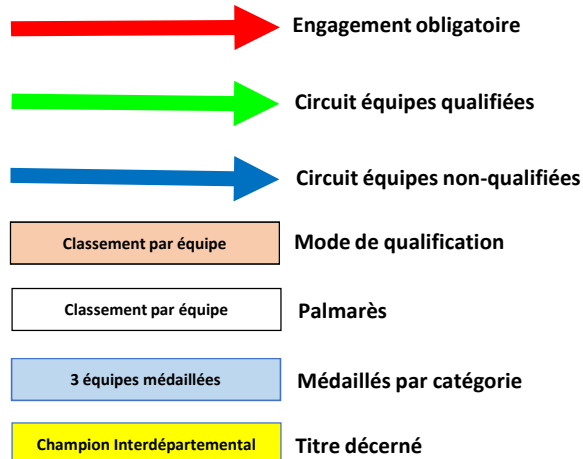 Engagement obligatoire
Circuit équipes qualifiées
Circuit équipes non-qualifiées
Classement par équipe Mode de qualification
Classement par équipe Palmarès
3 équipes médaillées Médaillés par catégorie
Champion Interdépartemental Titre décerné